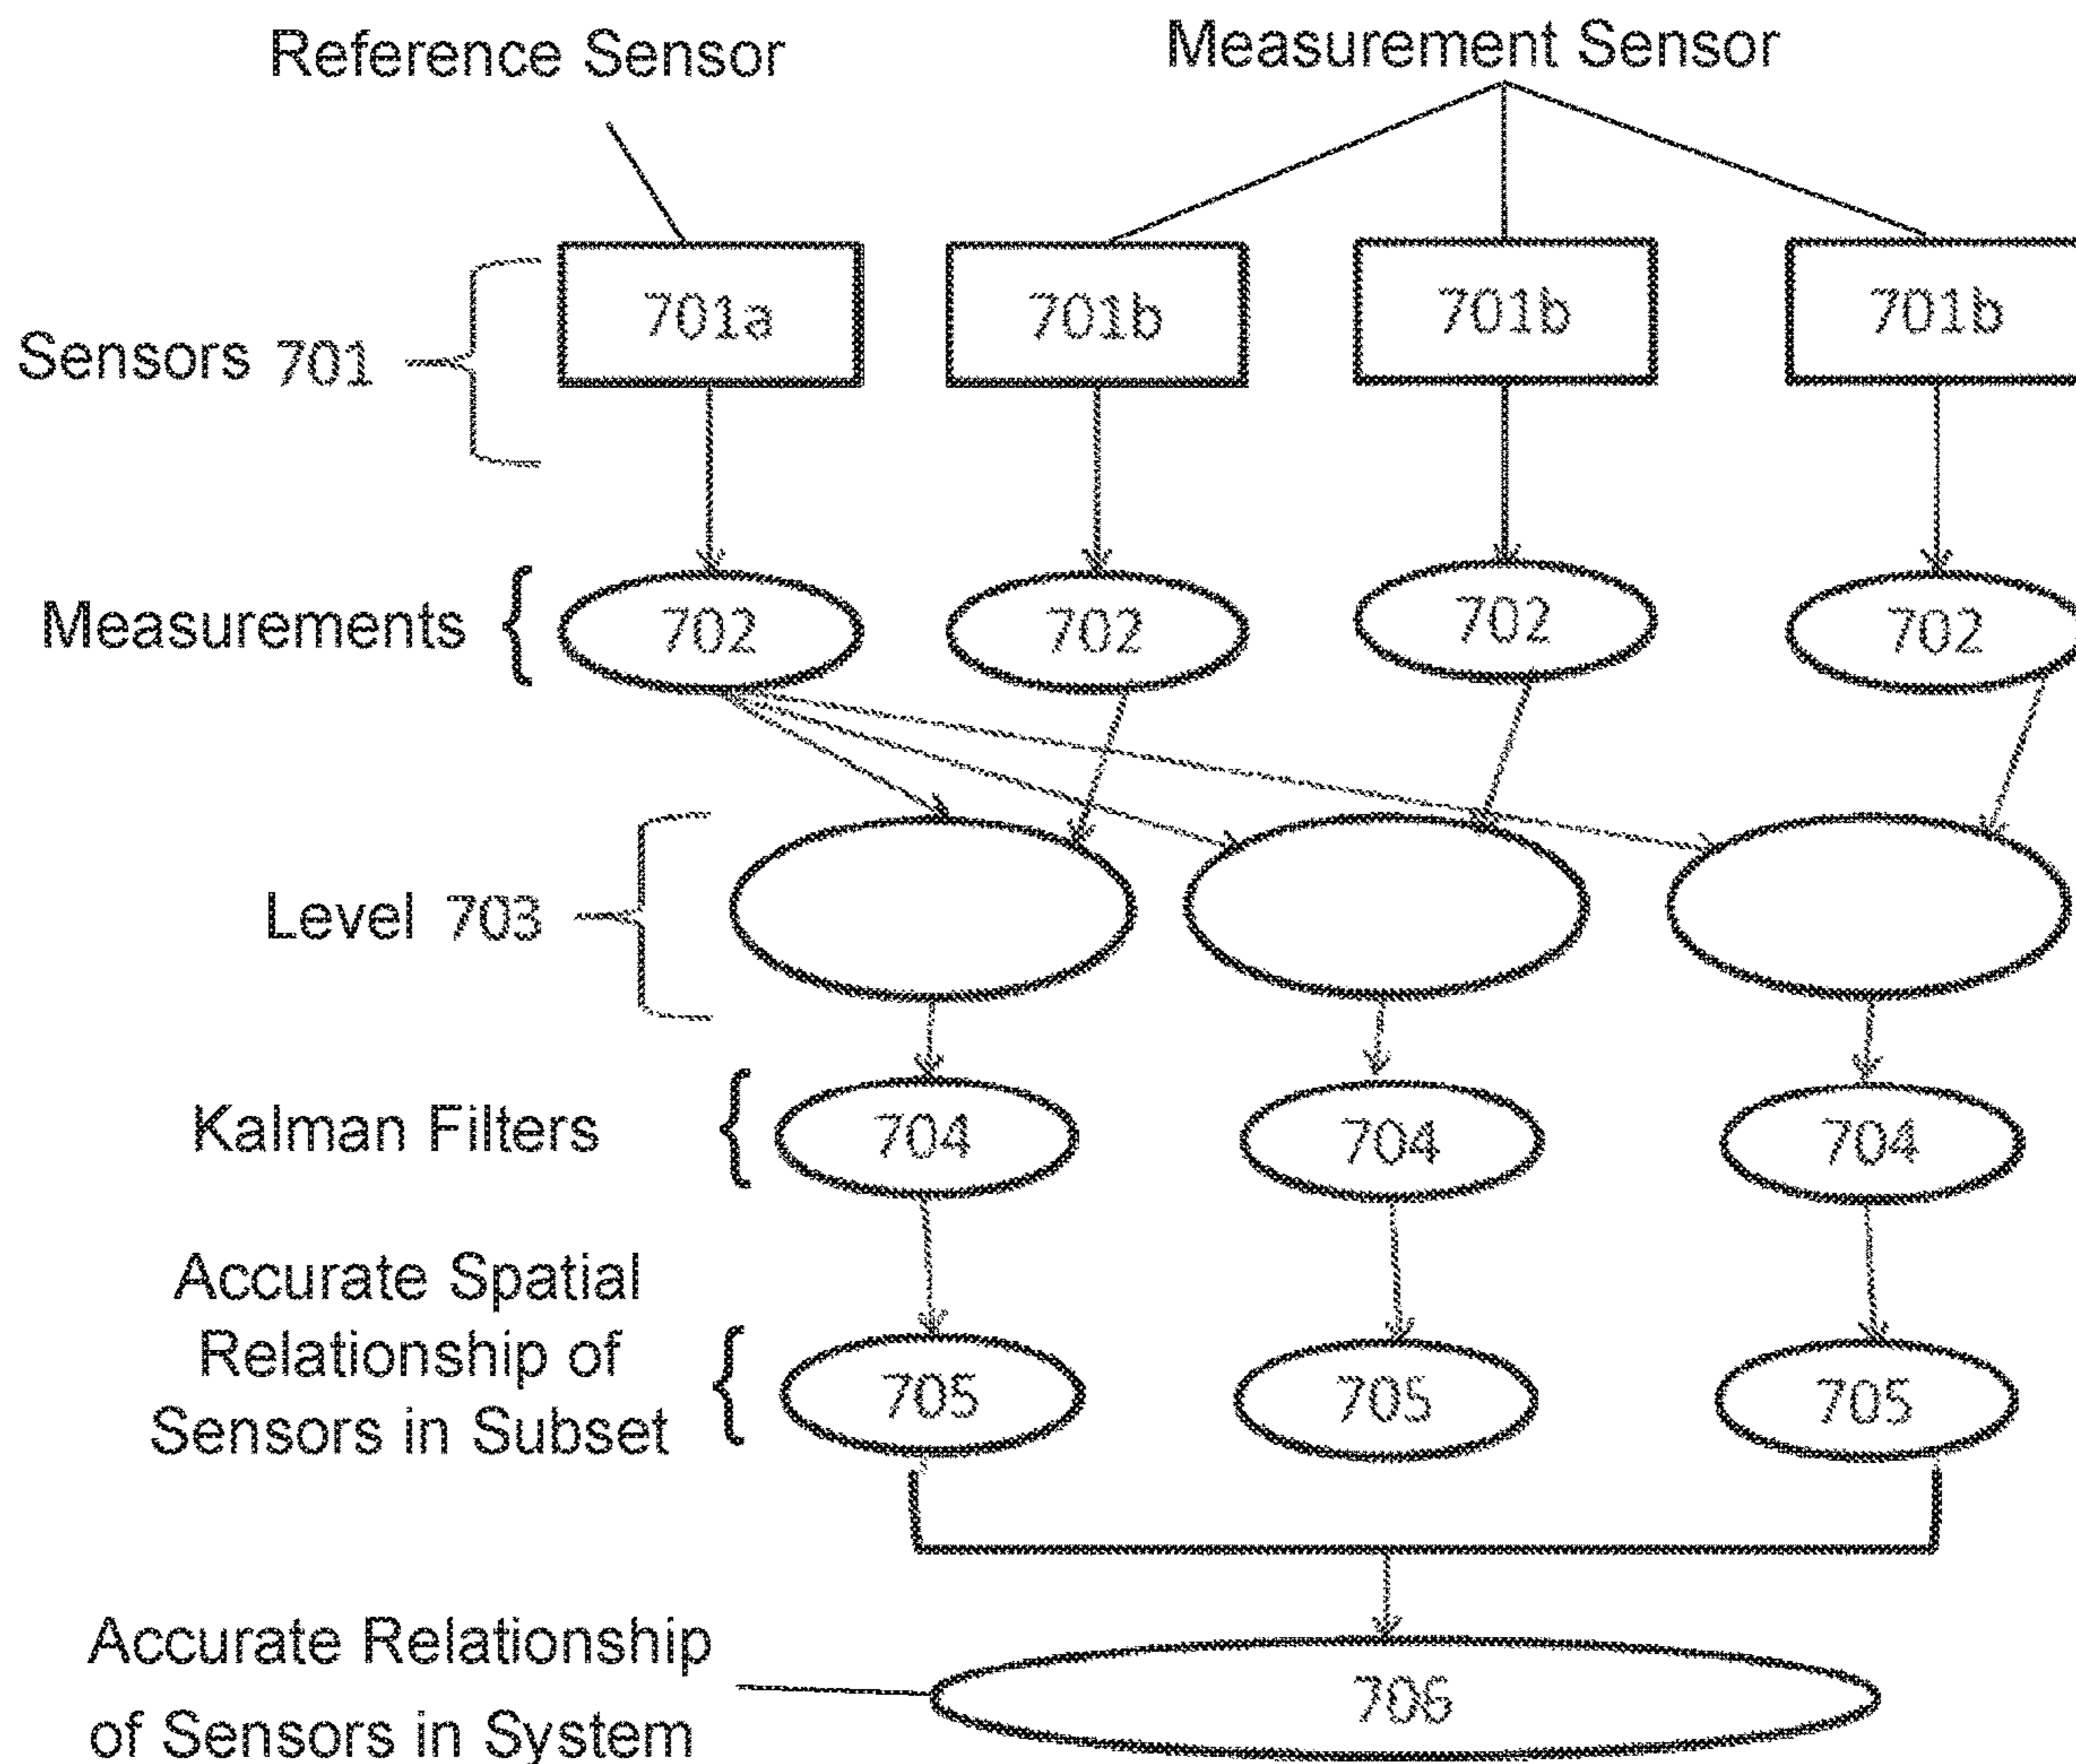 Reference Sensor
Measurement Sensor
701a
701b
701b
701b
Sensors 701
Measurements
702
702
702
702
Level 703
Kalman Filters
704
704
704
Accurate Spatial
Relationship of
Sensors in Subset
705
705
705
Accurate Relationship
of Sensors in System
706